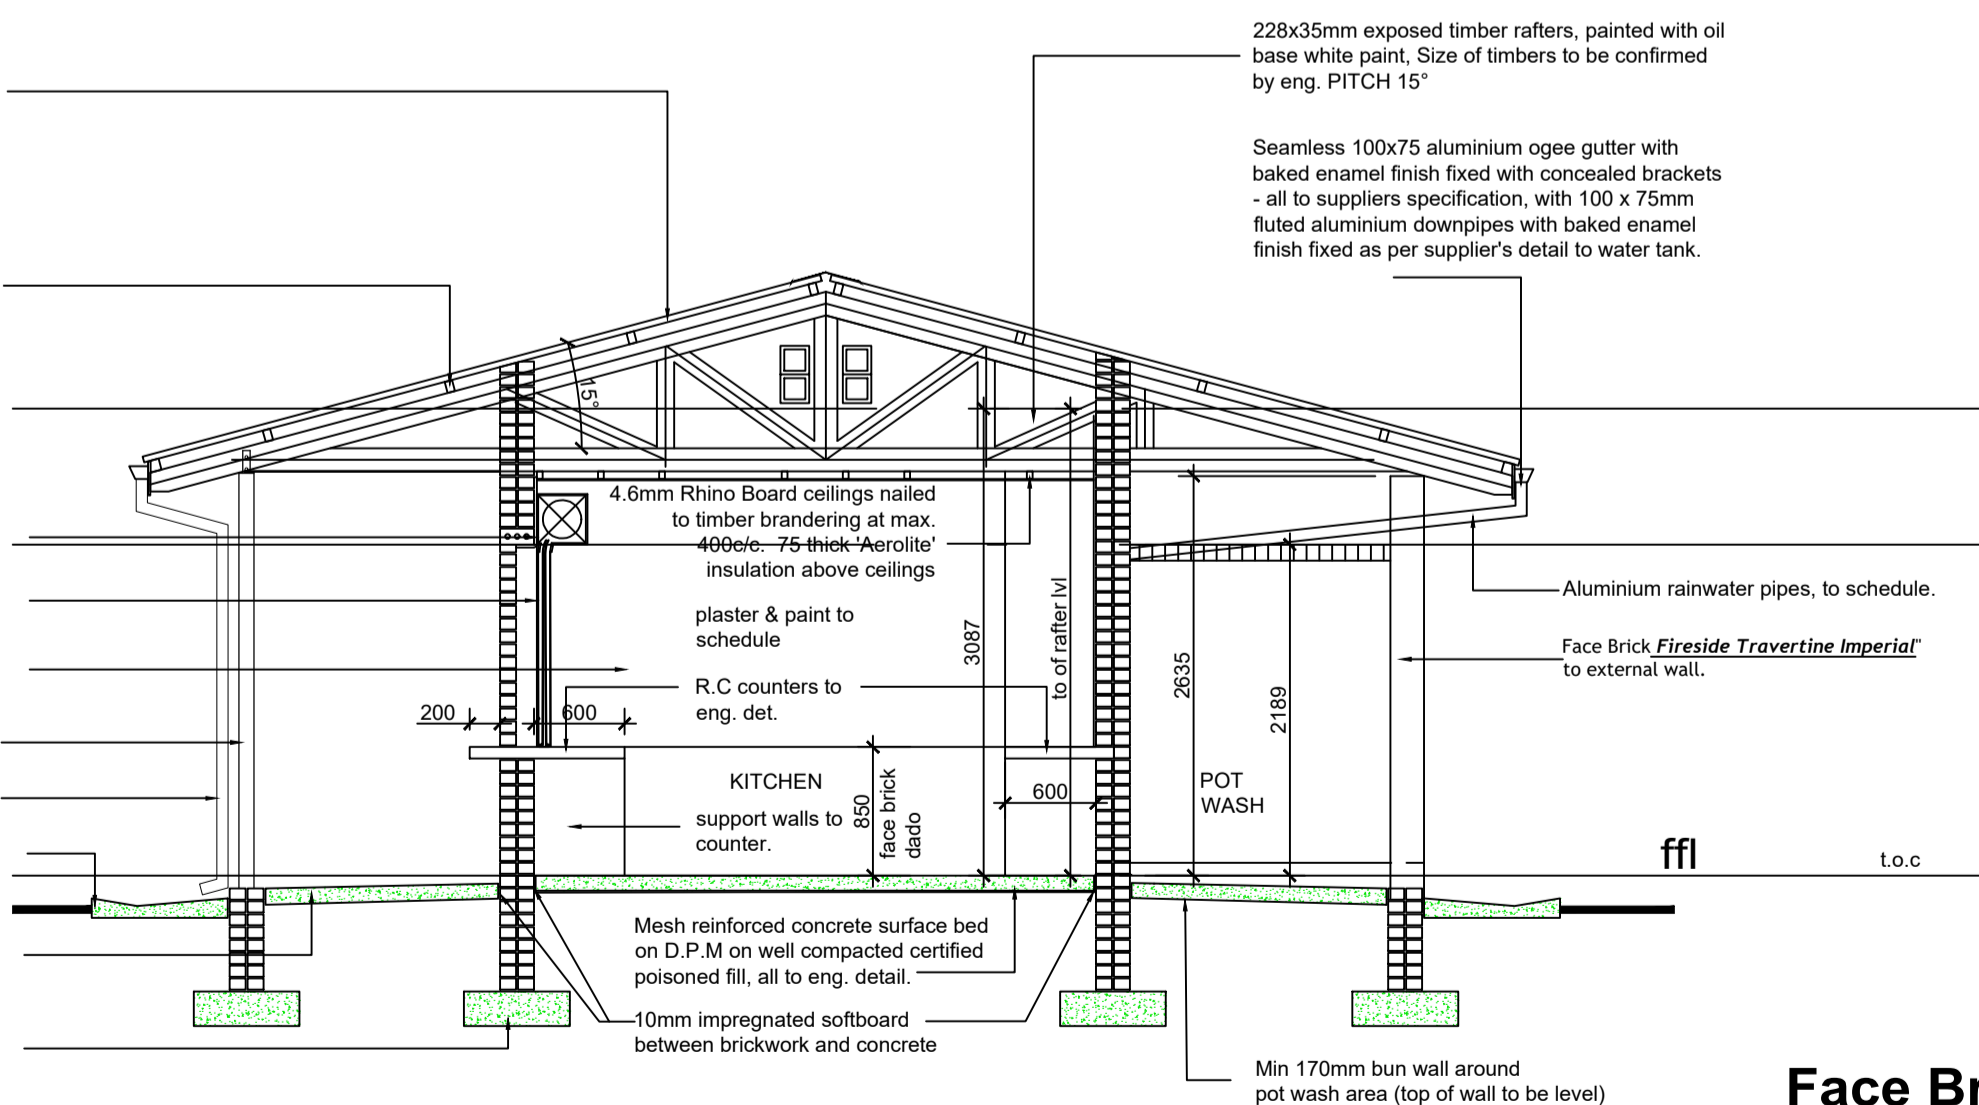 228x35mm exposed timber rafters, painted with oil
base white paint, Size of timbers to be confirmed
by eng. PITCH 15°
Seamless 100x75 aluminium ogee gutter with
baked enamel finish fixed with concealed brackets
- all to suppliers specification, with 100 x 75mm
fluted aluminium downpipes with baked enamel
finish fixed as per supplier's detail to water tank.
15°
4.6mm Rhino Board ceilings nailed
to timber brandering at max.
400c/c. 75 thick 'Aerolite'
insulation above ceilings
plaster & paint to
schedule
3087
to of rafter lvl
2635
2189
Aluminium rainwater pipes, to schedule.
Face Brick Fireside Travertine Imperial"
to external wall.
R.C counters to
eng. det.
200
600
KITCHEN
support walls to
counter.
850
face brick
dado
600
POT
WASH
ffl
t.o.c
Mesh reinforced concrete surface bed
on D.P.M on well compacted certified
poisoned fill, all to eng. detail.
10mm impregnated softboard
between brickwork and concrete
Min 170mm bun wall around
pot wash area (top of wall to be level)
Face Br